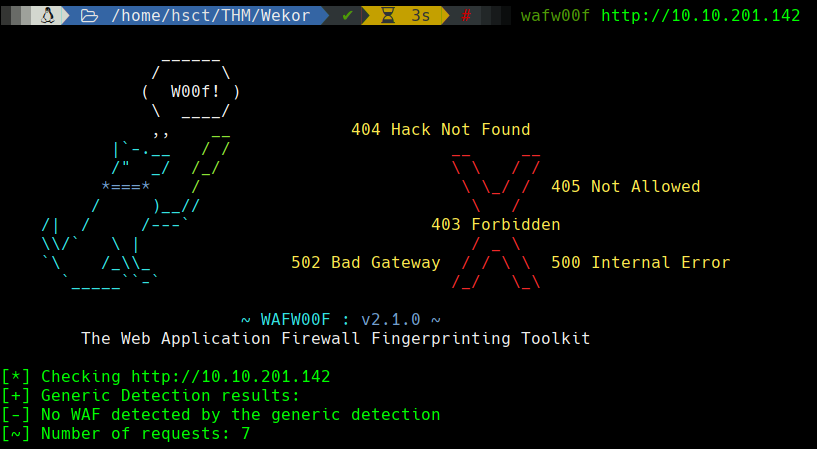 /home/hsct/THM/Wekor ✔ 3s # wafw00f http://10.10.201.142
( W00f! )
404 Hack Not Found
405 Not Allowed
403 Forbidden
502 Bad Gateway 500 Internal Error
~ WAFW00F : v2.1.0 ~
The Web Application Firewall Fingerprinting Toolkit
[*] Checking http://10.10.201.142
[+] Generic Detection results:
[-] No WAF detected by the generic detection
[~] Number of requests: 7